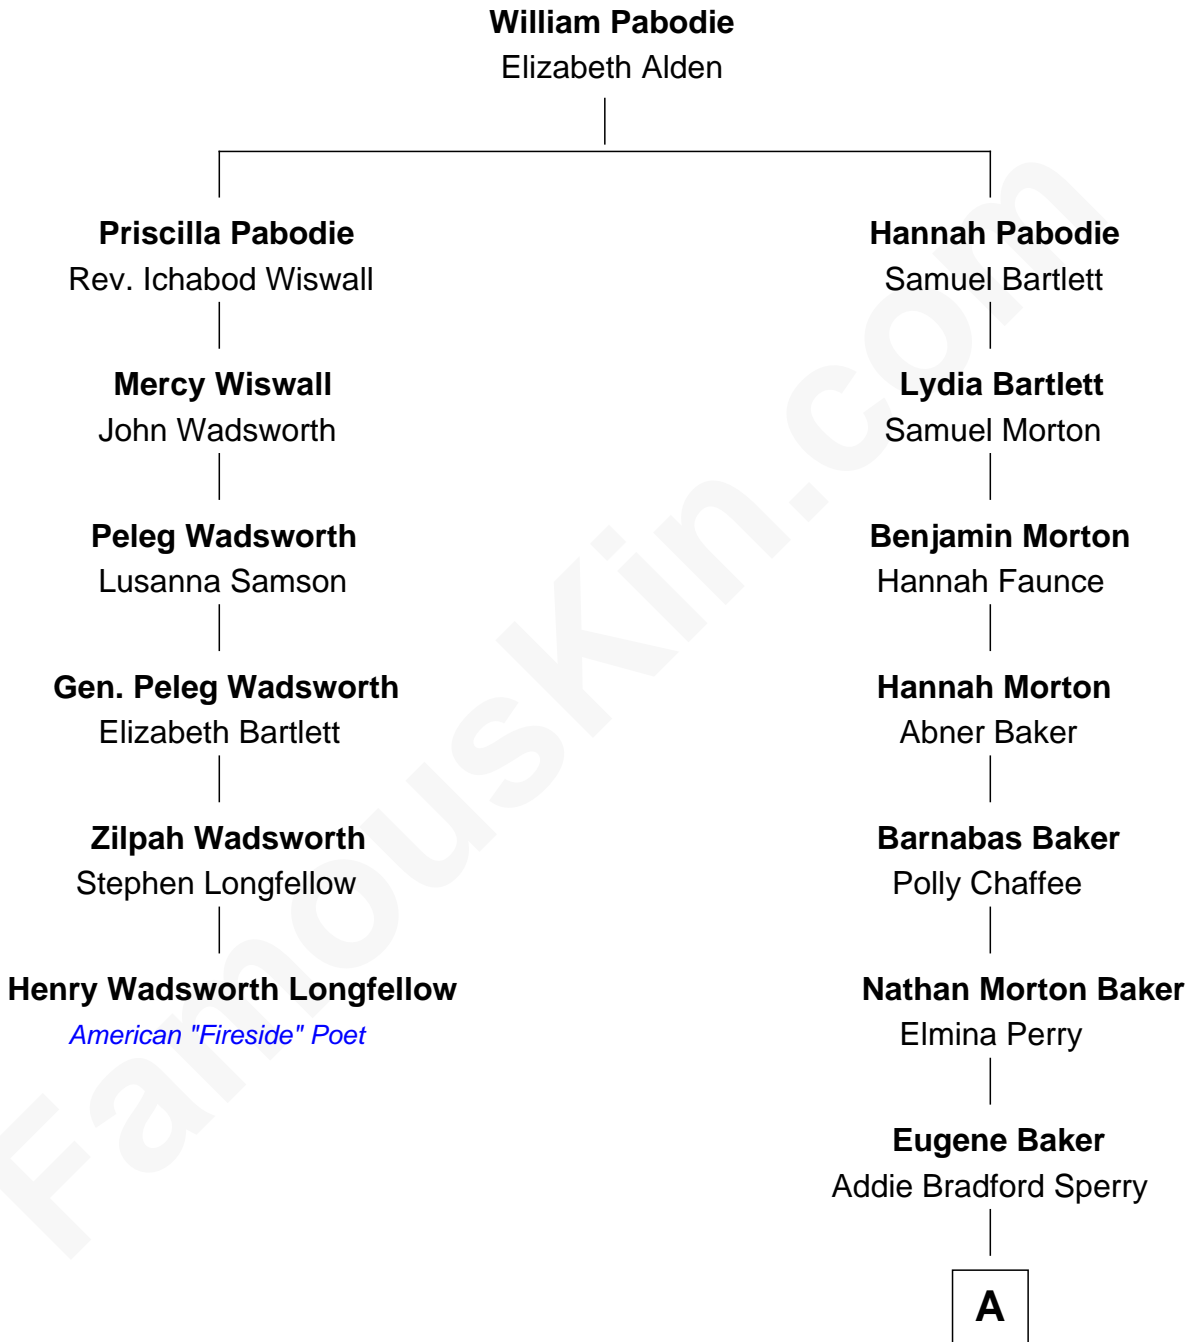 William Pabodie
Elizabeth Alden
Priscilla Pabodie
Rev. Ichabod Wiswall
Hannah Pabodie
Samuel Bartlett
Mercy Wiswall
John Wadsworth
Lydia Bartlett
Samuel Morton
Peleg Wadsworth
Lusanna Samson
Benjamin Morton
Hannah Faunce
Gen. Peleg Wadsworth
Elizabeth Bartlett
Hannah Morton
Abner Baker
Zilpah Wadsworth
Stephen Longfellow
Barnabas Baker
Polly Chaffee
Henry Wadsworth Longfellow
American "Fireside" Poet
Nathan Morton Baker
Elmina Perry
Eugene Baker
Addie Bradford Sperry
A
FamousKin.com